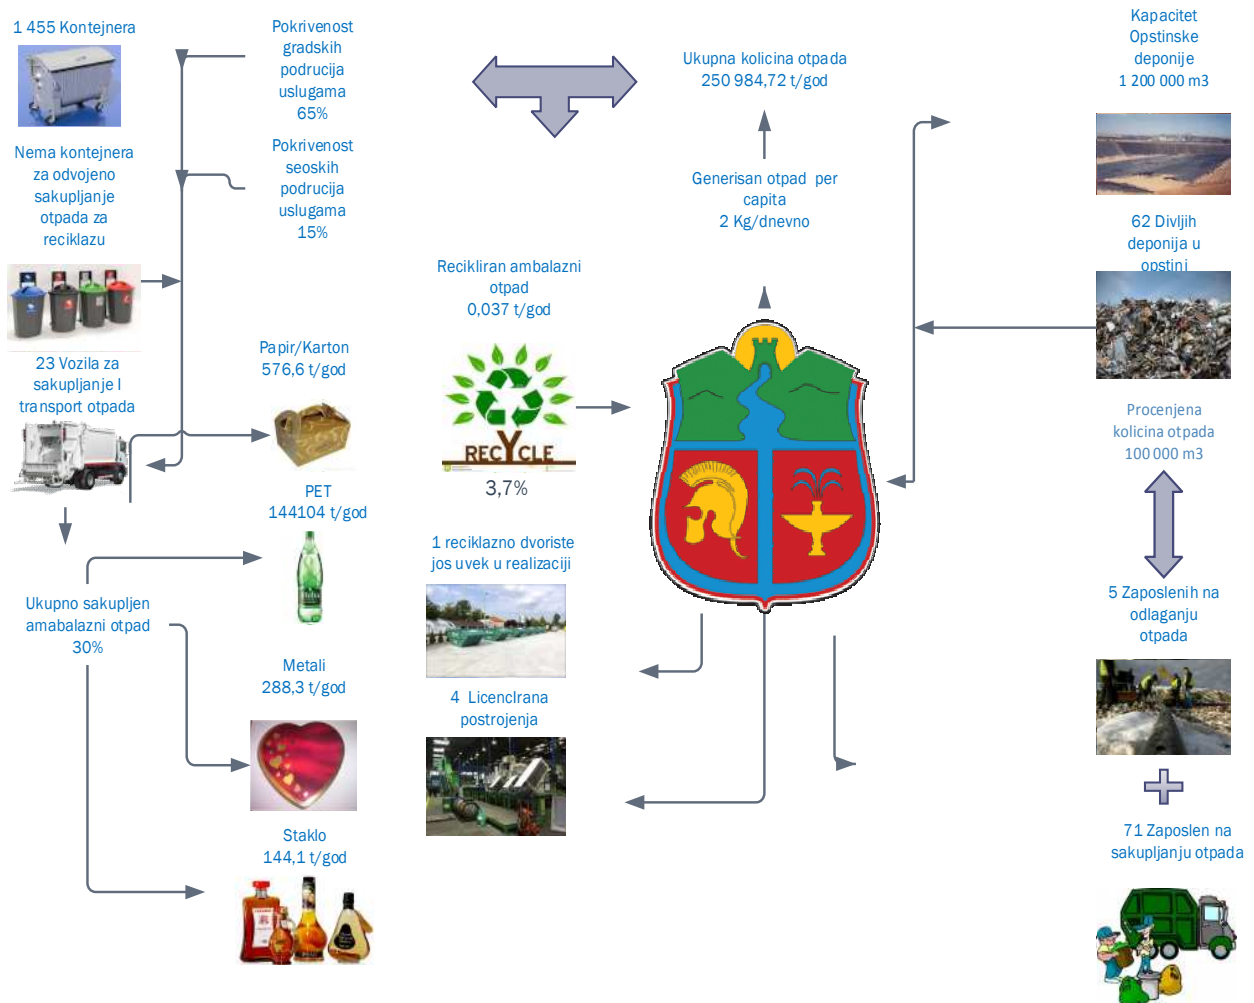 1 455 Kontejnera
Nema kontejnera
za odvojeno
sakupljanje
otpada za
reciklazu
23 Vozila za
sakupljanje I
transport otpada
Ukupno sakupljen
amabalazni otpad
30%
Pokrivenost
gradskih
podrucija
uslugama
65%
Pokrivenost
seoskih
podrucija
uslugama
15%
Papir/Karton
576,6 t/god
PET
144104 t/god
Metali
288,3 t/god
Staklo
144,1 t/god
Recikliran ambalazni
otpad
0,037 t/god
RECYCLE
3,7%
1 reciklazno dvoriste
jos uvek u realizaciji
4 LicencIrana
postrojenja
Ukupna kolicina otpada
250 984,72 t/god
Generisan otpad per
capita
2 Kg/dnevno
Kapacitet
Opstinske
deponije
1 200 000 m3
62 Divljih
deponija u
opstini
Procenjena
kolicina otpada
100 000 m3
5 Zaposlenih na
odlaganju
otpada
71 Zaposlen na
sakupljanju otpada